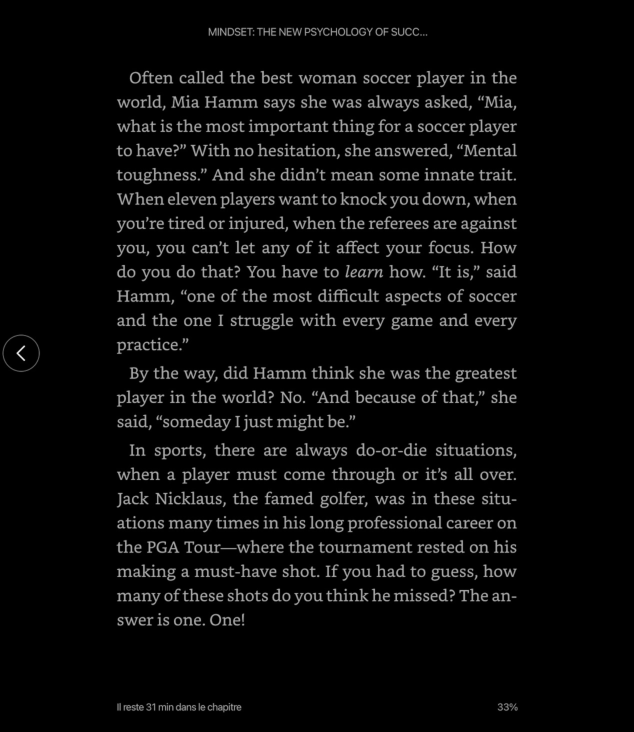 MINDSET: THE NEW PSYCHOLOGY OF SUCC...
Often called the best woman soccer player in the
world, Mia Hamm says she was always asked, “Mia,
what is the most important thing for a soccer player
to have?” With no hesitation, she answered, “Mental
toughness.” And she didn’t mean some innate trait.
When eleven players want to knock you down, when
you’re tired or injured, when the referees are against
you, you can’t let any of it affect your focus. How
do you do that? You have to learn how. “It is,” said
Hamm, “one of the most difficult aspects of soccer
and the one I struggle with every game and every
practice.”
By the way, did Hamm think she was the greatest
player in the world? No. “And because of that,” she
said, “someday I just might be.”
In sports, there are always do-or-die situations,
when a player must come through or it’s all over.
Jack Nicklaus, the famed golfer, was in these situ-
ations many times in his long professional career on
the PGA Tour—where the tournament rested on his
making a must-have shot. If you had to guess, how
many of these shots do you think he missed? The an-
swer is one. One!
Il reste 31 min dans le chapitre
33%